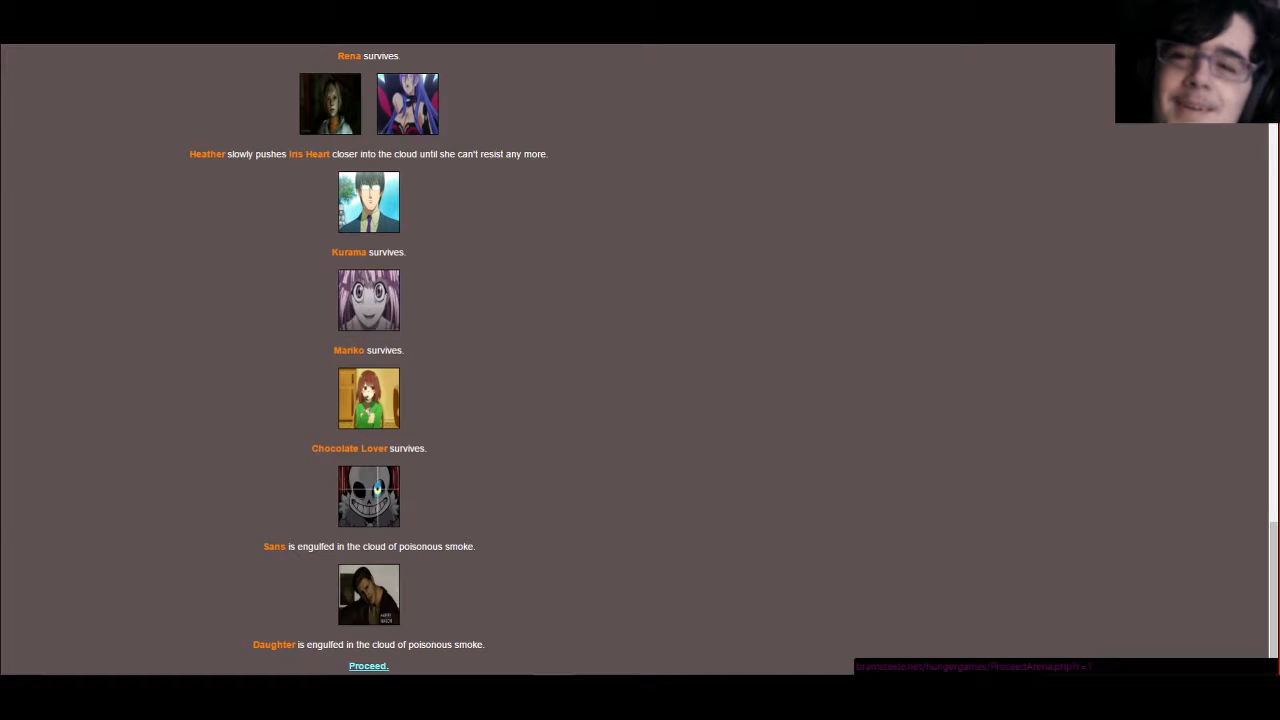 Rena survives.
Heather slowly pushes Iris Heart closer into the cloud until she can't resist any more.
Kurama survives.
Mariko survives.
Chocolate Lover survives.
Sans is engulfed in the cloud of poisonous smoke.
Daughter is engulfed in the cloud of poisonous smoke.
Proceed.